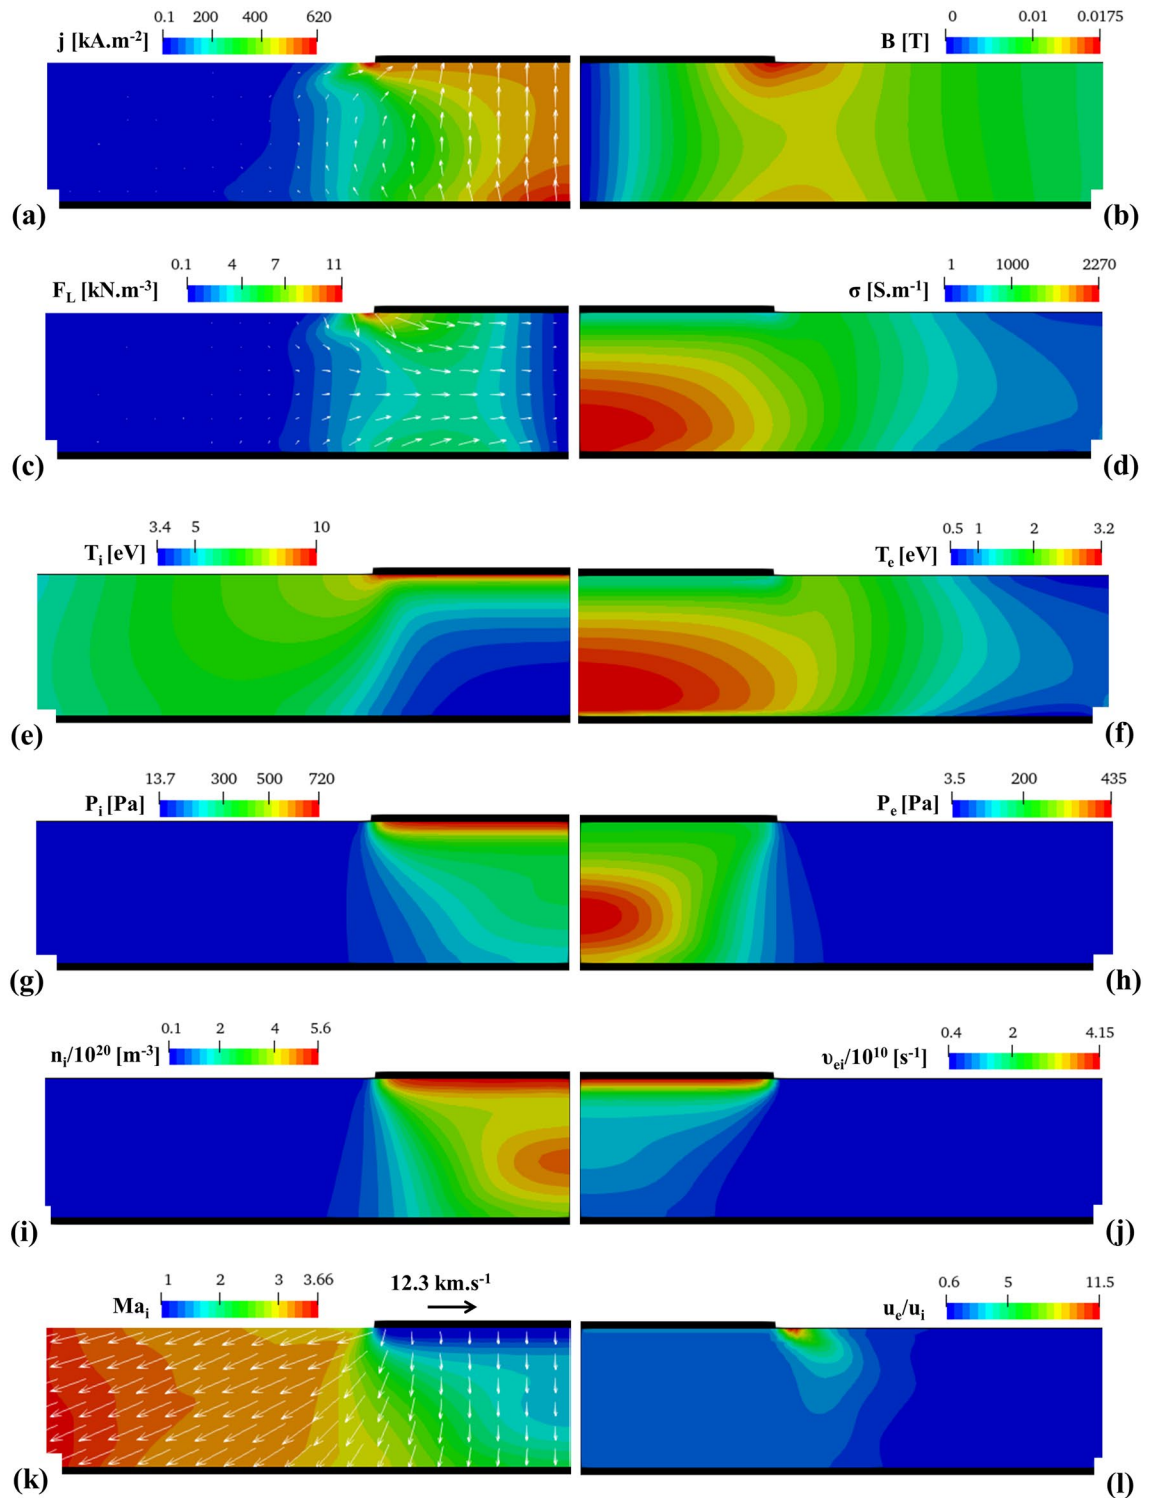 0.1 200 400 620
j [kA.m⁻²]
(a)
0 0.01 0.0175
B [T]
(b)
0.1 4 7 11
F_L [kN.m⁻³]
(c)
1 1000 2270
σ [S.m⁻¹]
(d)
3.4 5 10
T_i [eV]
(e)
0.5 1 2 3.2
T_e [eV]
(f)
13.7 300 500 720
P_i [Pa]
(g)
3.5 200 435
P_e [Pa]
(h)
0.1 2 4 5.6
n_i/10²⁰ [m⁻³]
(i)
0.4 2 4.15
υ_ei/10¹⁰ [s⁻¹]
(j)
1 2 3 3.66
Ma_i
12.3 km.s⁻¹
(k)
0.6 5 11.5
u_e/u_i
(l)